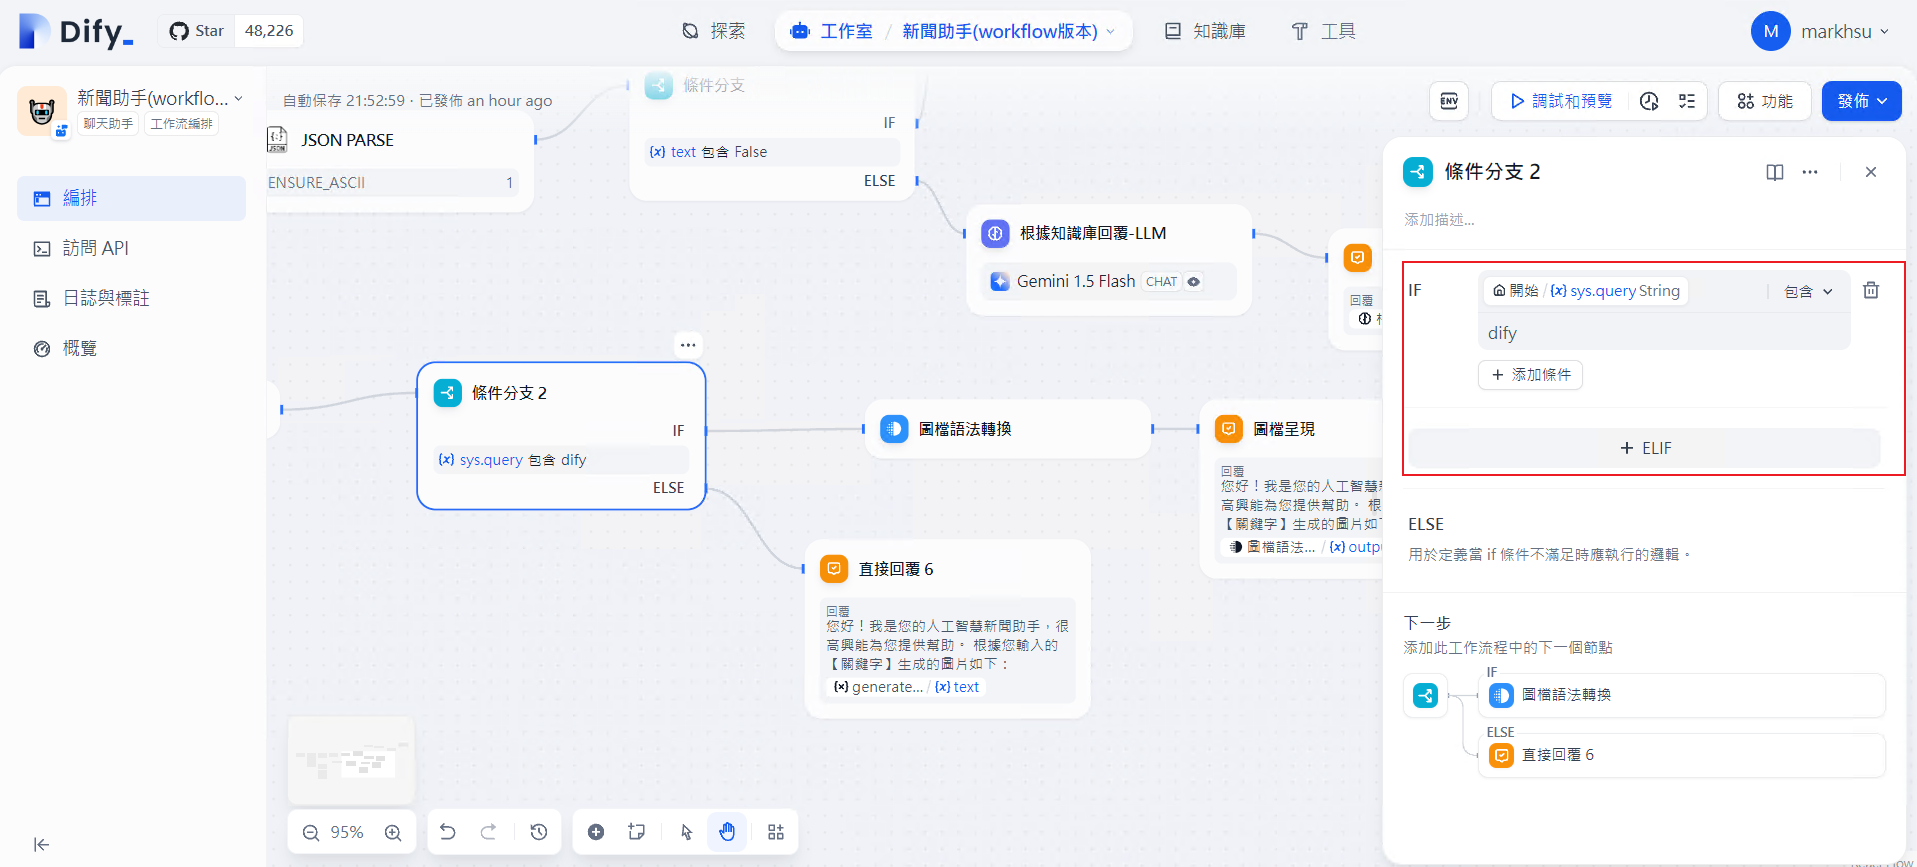 Dify_
Star 48,226
探索
工作室 / 新聞助手(workflow版本)
知識庫
工具
M markhsu
新聞助手(workflo...
聊天助手 工作流編排
編排
訪問 API
日誌與標註
概覽
自動保存 21:52:59 · 已發佈 an hour ago
ENV
調試和預覽
功能
發佈
JSON PARSE
ENSURE_ASCII 1
條件分支
IF
{x} text 包含 False
ELSE
根據知識庫回覆-LLM
Gemini 1.5 Flash CHAT
回覆
條件分支 2
IF
{x} sys.query 包含 dify
ELSE
圖檔語法轉換
圖檔呈現
回覆
您好！我是您的人工智慧
高興能為您提供幫助。 根
【關鍵字】生成的圖片如
圖檔語法... / {x} outpu
直接回覆 6
回覆
您好！我是您的人工智慧新聞助手，很
高興能為您提供幫助。 根據您輸入的
【關鍵字】生成的圖片如下：
{x} generate... / {x} text
95%
條件分支 2
添加描述...
IF
開始 / {x} sys.query String 包含
dify
+ 添加條件
+ ELIF
ELSE
用於定義當 if 條件不滿足時應執行的邏輯。
下一步
添加此工作流程中的下一個節點
IF
圖檔語法轉換
ELSE
直接回覆 6